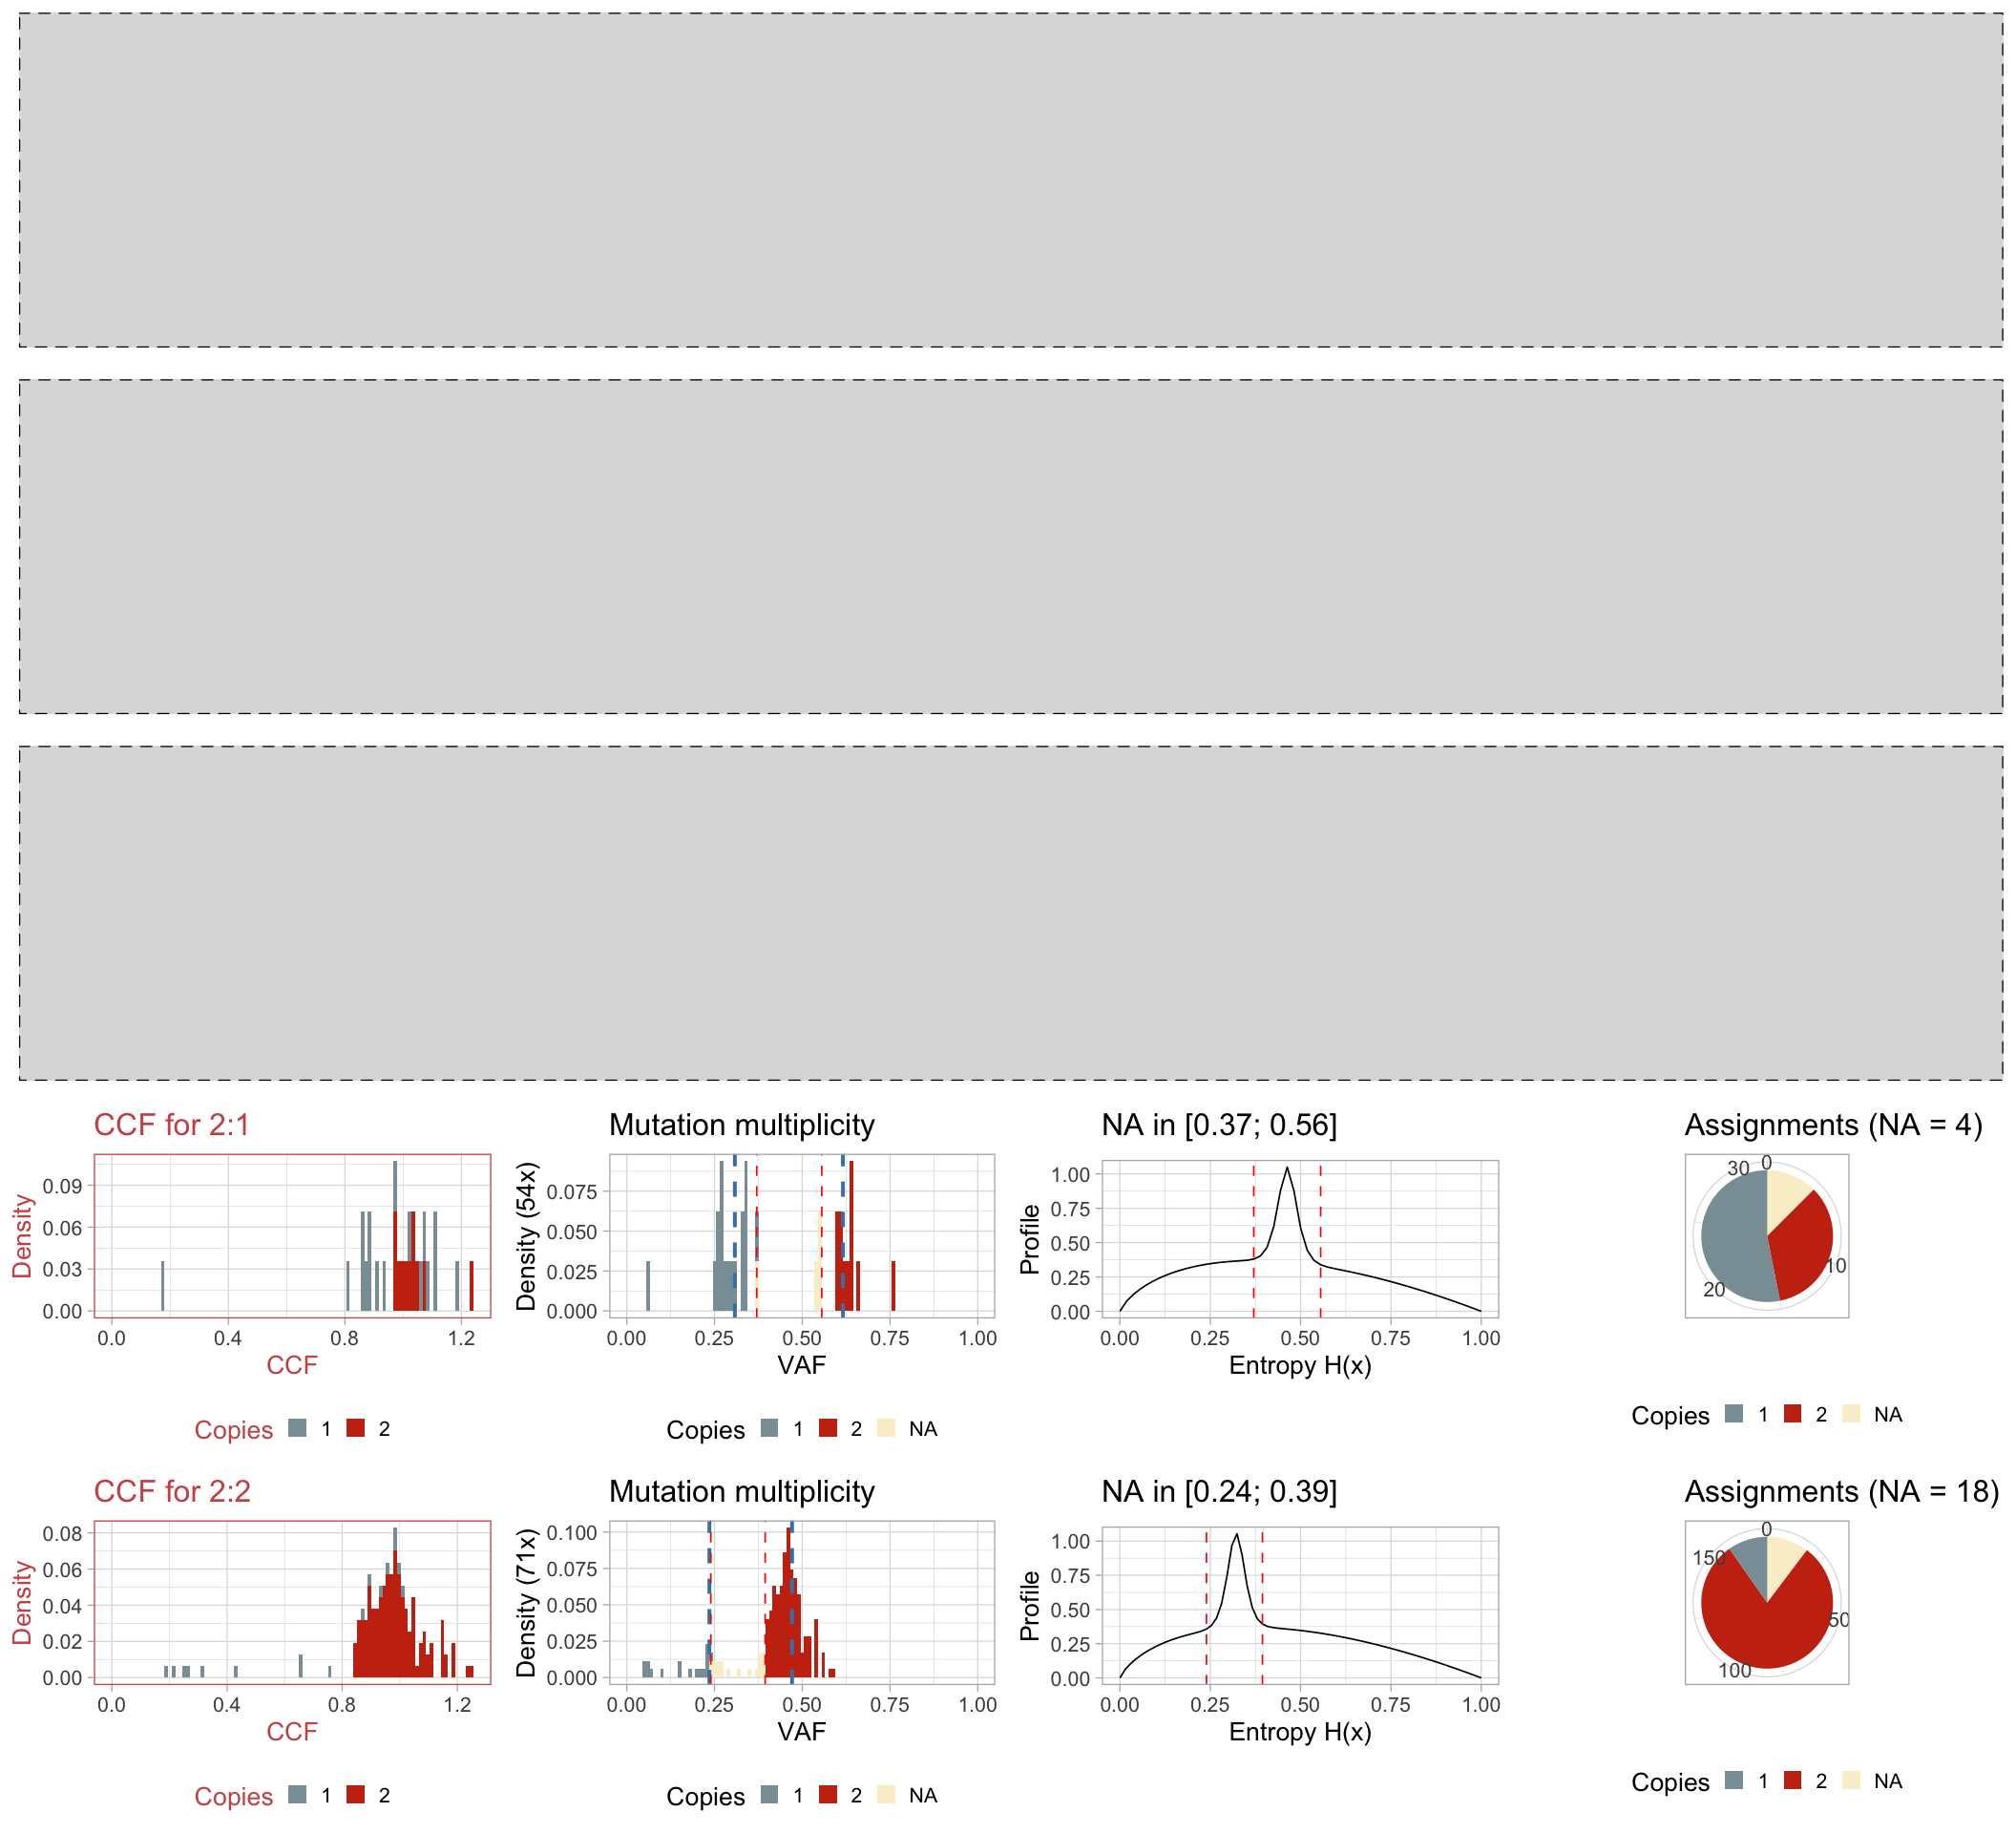 CCF for 2:1
Mutation multiplicity
NA in [0.37; 0.56]
Assignments (NA = 4)
Density
0.09
0.06
0.03
0.00
0.0 0.4 0.8 1.2
CCF
Copies 1 2
Density (54x)
0.075
0.050
0.025
0.000
0.00 0.25 0.50 0.75 1.00
VAF
Copies 1 2 NA
Profile
1.00
0.75
0.50
0.25
0.00
0.00 0.25 0.50 0.75 1.00
Entropy H(x)
30 0
10
20
Copies 1 2 NA
CCF for 2:2
Mutation multiplicity
NA in [0.24; 0.39]
Assignments (NA = 18)
Density
0.08
0.06
0.04
0.02
0.00
0.0 0.4 0.8 1.2
CCF
Copies 1 2
Density (71x)
0.100
0.075
0.050
0.025
0.000
0.00 0.25 0.50 0.75 1.00
VAF
Copies 1 2 NA
Profile
1.00
0.75
0.50
0.25
0.00
0.00 0.25 0.50 0.75 1.00
Entropy H(x)
0
150
50
100
Copies 1 2 NA